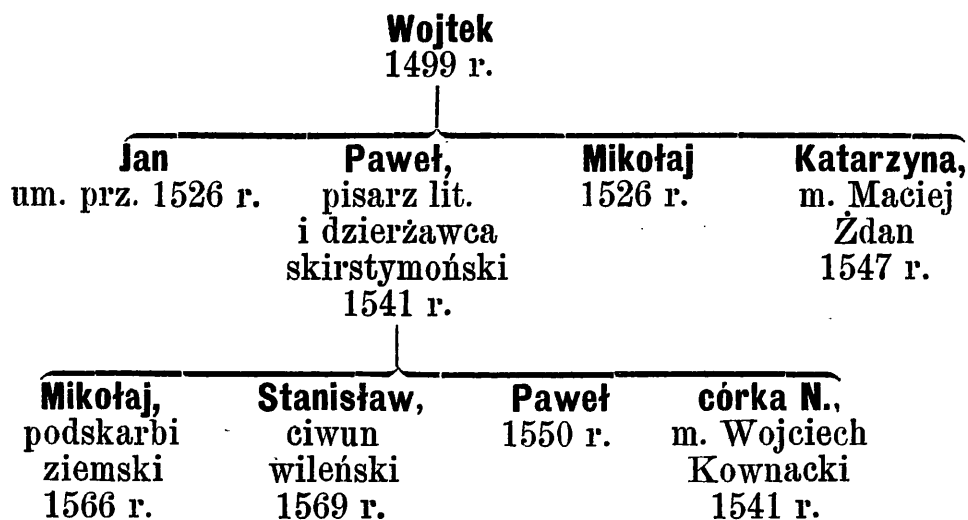 Wojtek
1499 r.
Jan
um. prz. 1526 r.
Paweł,
pisarz lit.
i dzierżawca
skirstymoński
1541 r.
Mikołaj
1526 r.
Katarzyna,
m. Maciej
Żdan
1547 r.
Mikołaj,
podskarbi
ziemski
1566 r.
Stanisław,
ciwun
wileński
1569 r.
Paweł
1550 r.
córka N.,
m. Wojciech
Kownacki
1541 r.